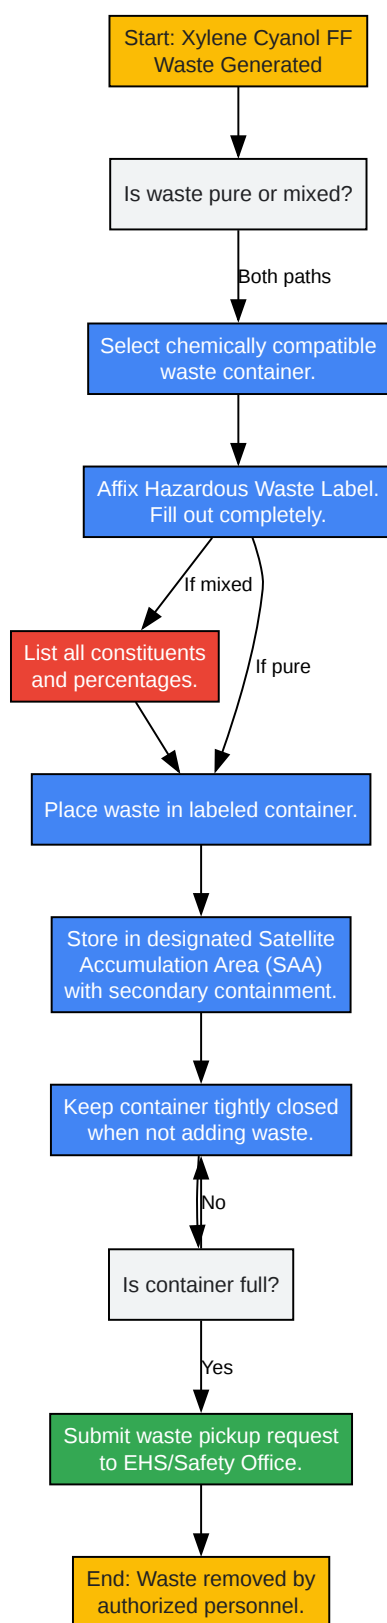 Start: Xylene Cyanol FF
Waste Generated
Is waste pure or mixed?
Both paths
Select chemically compatible
waste container.
Affix Hazardous Waste Label.
Fill out completely.
If mixed
List all constituents
and percentages.
If pure
Place waste in labeled container.
Store in designated Satellite
Accumulation Area (SAA)
with secondary containment.
Keep container tightly closed
when not adding waste.
No
Is container full?
Yes
Submit waste pickup request
to EHS/Safety Office.
End: Waste removed by
authorized personnel.